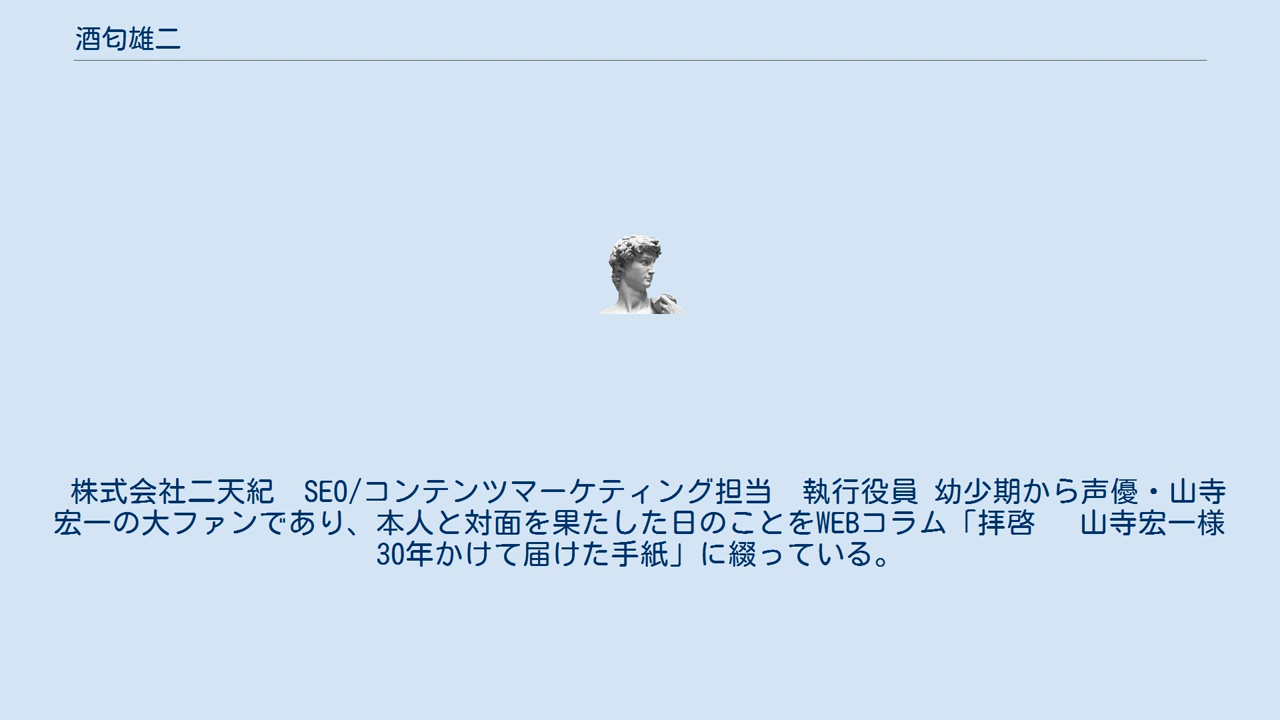 酒匂雄二
株式会社二天紀　SEO/コンテンツマーケティング担当　執行役員 幼少期から声優・山寺
宏一の大ファンであり、本人と対面を果たした日のことをWEBコラム「拝啓　 山寺宏一様
30年かけて届けた手紙」に綴っている。